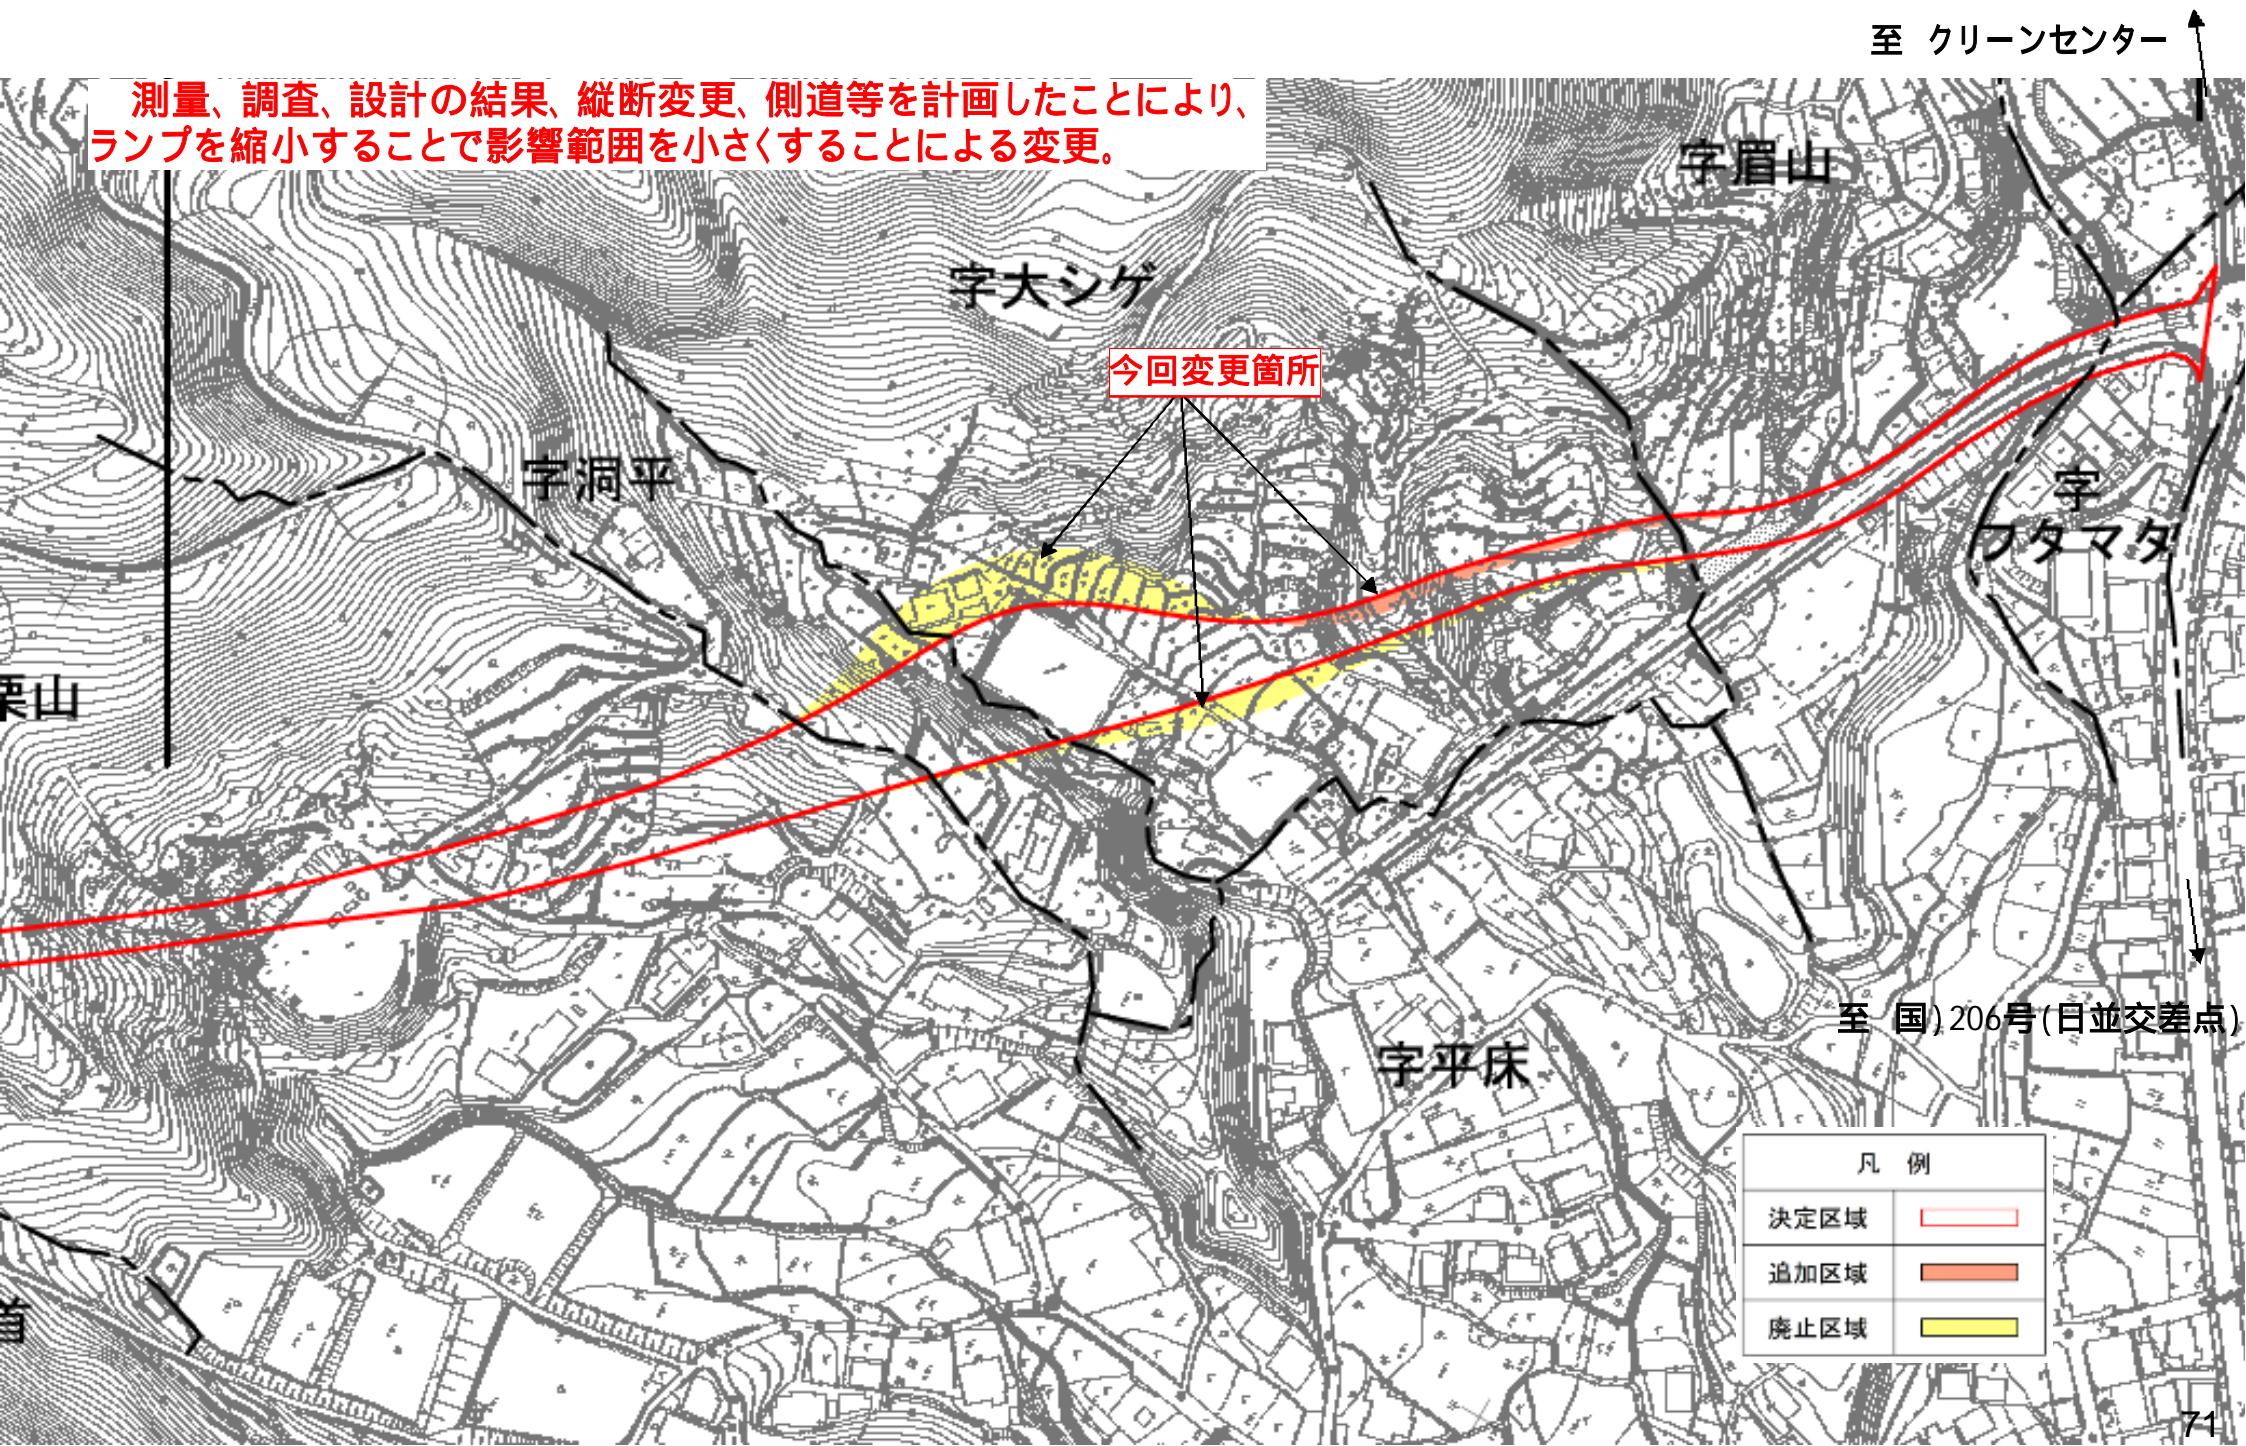 至 クリーンセンター
測量、調査、設計の結果、縦断変更、側道等を計画したことにより、
ランプを縮小することで影響範囲を小さくすることによる変更。
字眉山
字大シゲ
今回変更箇所
字洞平
字
フタマタ
栗山
至 国)206号(日並交差点)
字平床
凡 例
決定区域
追加区域
廃止区域
首
71